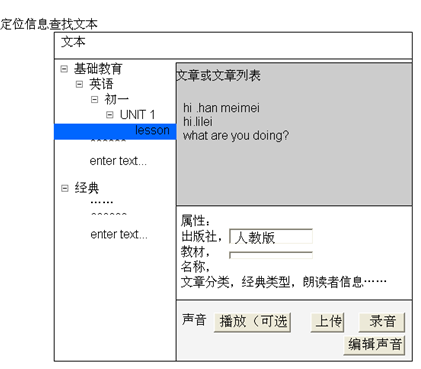 定位信息查找文本
文本
基础教育
英语
初一
UNIT 1
lesson
······
enter text...
经典
······
······
enter text...
文章或文章列表
hi .han meimei
hi.lilei
what are you doing?
属性：
出版社，人教版
教材，
名称，
文章分类，经典类型，朗读者信息……
声音 播放（可选 上传 录音
编辑声音